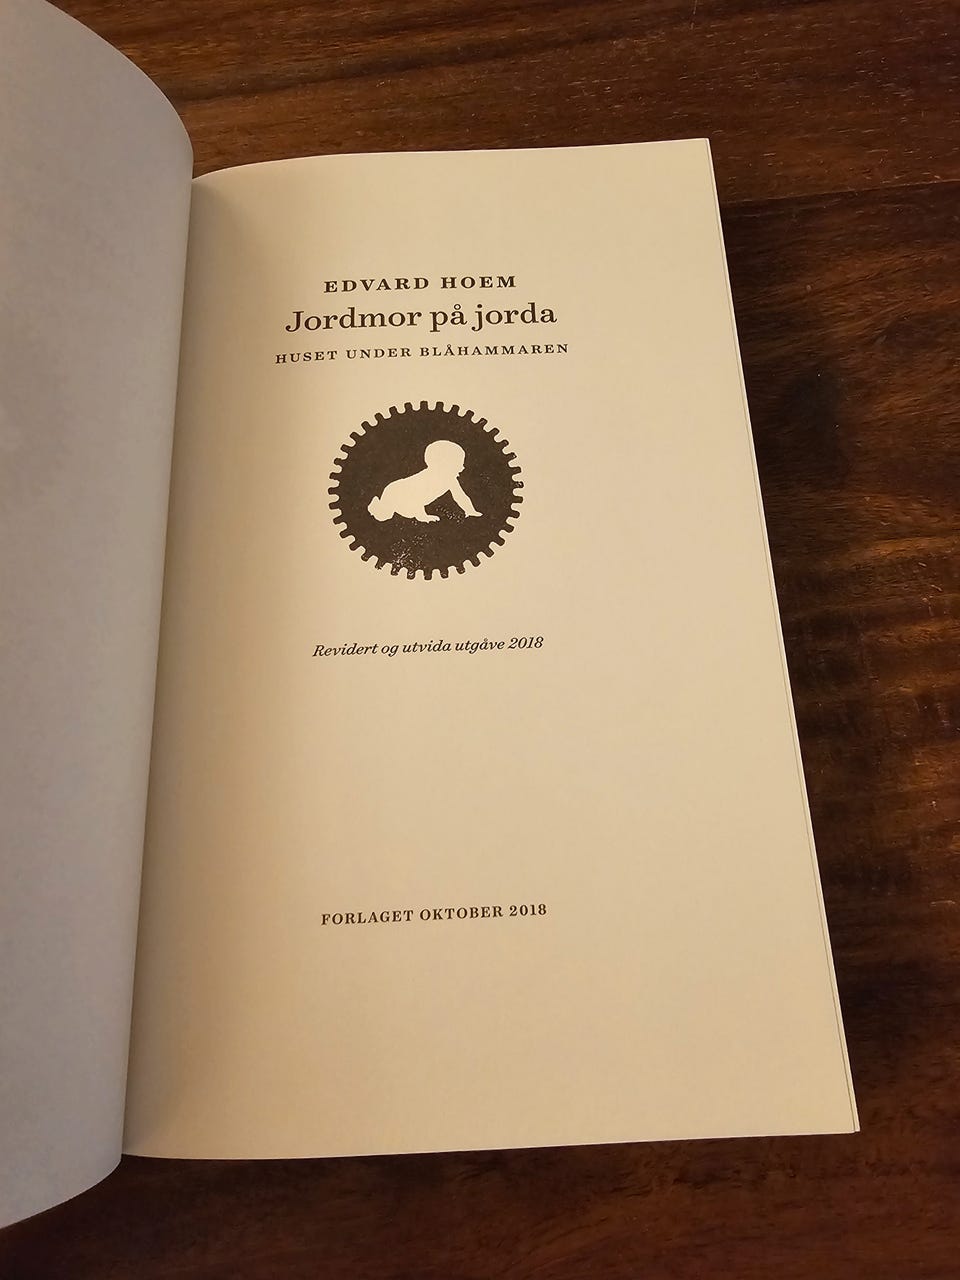 EDVARD HOEM
Jordmor på jorda
HUSET UNDER BLÅHAMMAREN
Revidert og utvida utgåve 2018
FORLAGET OKTOBER 2018